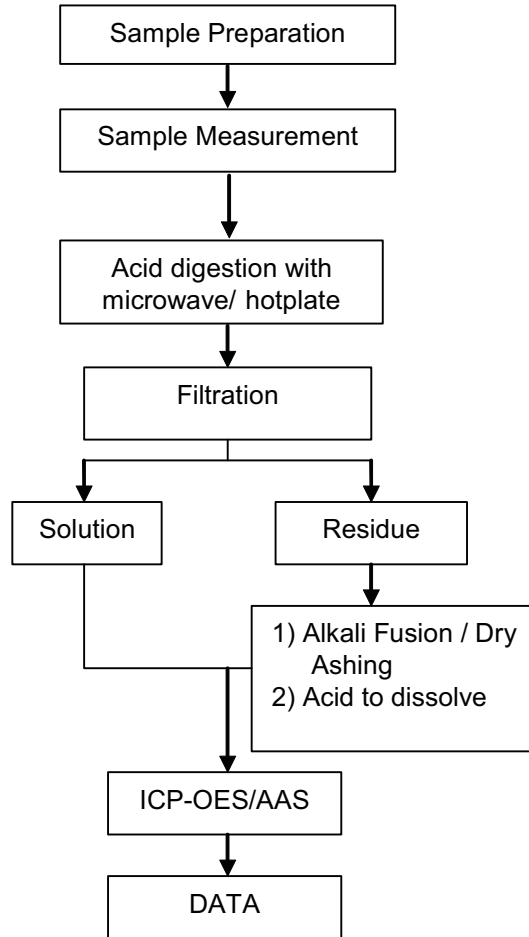 Sample Preparation
Sample Measurement
Acid digestion with
microwave/ hotplate
Filtration
Solution
Residue
1) Alkali Fusion / Dry
Ashing
2) Acid to dissolve
ICP-OES/AAS
DATA